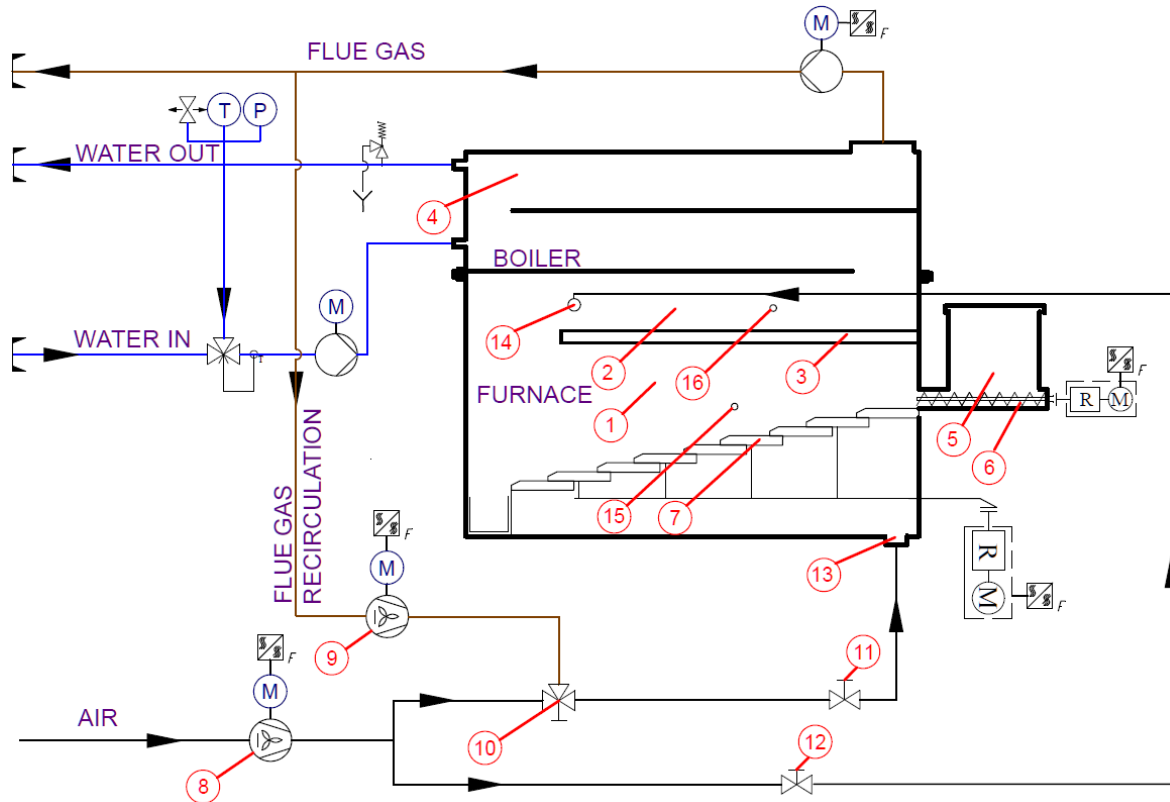 M
F
FLUE GAS
T
P
WATER OUT
4
BOILER
M
14
2
16
3
WATER IN
T
FURNACE
1
R
M
F
5
6
15
7
FLUE GAS
RECIRCULATION
F
M
13
R
M
F
9
11
F
M
AIR
10
12
8